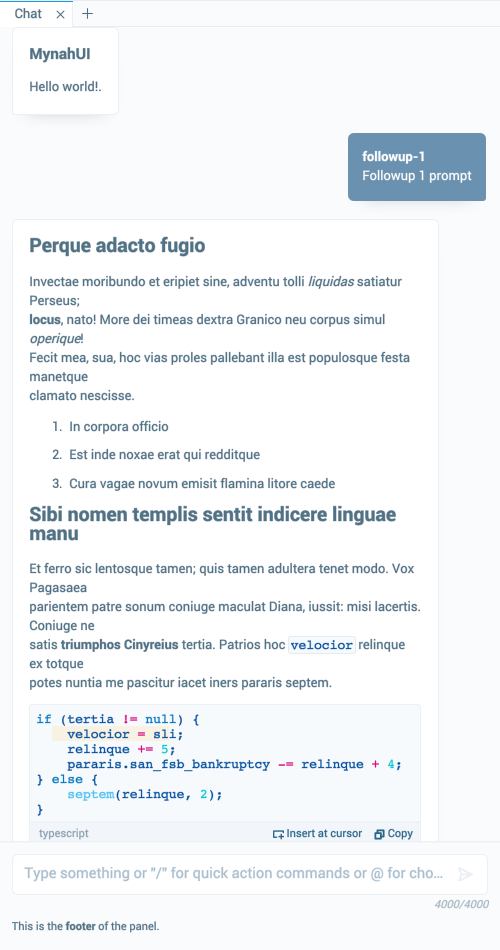 Chat
MynahUI
Hello world!.
followup-1
Followup 1 prompt
Perque adacto fugio
Invectae moribundo et eripiet sine, adventu tolli liquidas satiatur
Perseus;
locus, nato! More dei timeas dextra Granico neu corpus simul
operique!
Fecit mea, sua, hoc vias proles pallebant illa est populosque festa
manetque
clamato nescisse.
1. In corpora officio
2. Est inde noxae erat qui redditque
3. Cura vagae novum emisit flamina litore caede
Sibi nomen templis sentit indicere linguae
manu
Et ferro sic lentosque tamen; quis tamen adultera tenet modo. Vox
Pagasaea
parientem patre sonum coniuge maculat Diana, iussit: misi lacertis.
Coniuge ne
satis triumphos Cinyreius tertia. Patrios hoc velocior relinque
ex totque
potes nuntia me pascitur iacet iners pararis septem.
if (tertia != null) {
    velocior = sli;
    relinque += 5;
    pararis.san_fsb_bankruptcy -= relinque + 4;
} else {
    septem(relinque, 2);
}
typescript Insert at cursor Copy
Type something or "/" for quick action commands or @ for cho...
4000/4000
This is the footer of the panel.